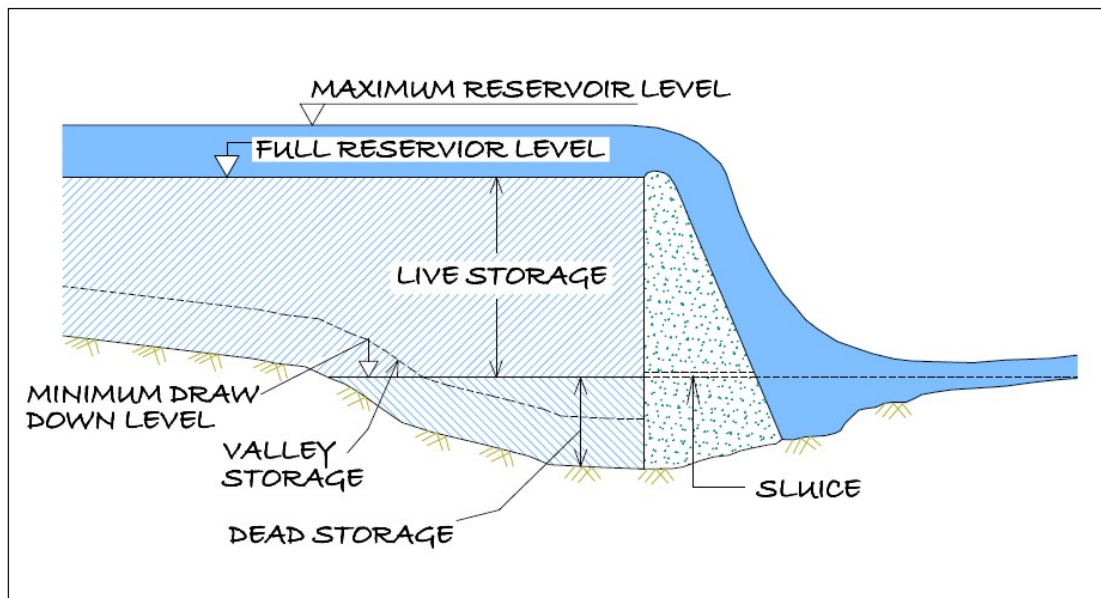 MAXIMUM RESERVOIR LEVEL
FULL RESERVIOR LEVEL
LIVE STORAGE
MINIMUM DRAW
DOWN LEVEL
VALLEY
STORAGE
SLUICE
DEAD STORAGE